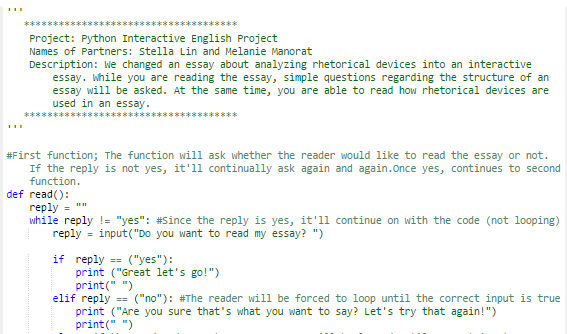 '''
*************************************
Project: Python Interactive English Project
Names of Partners: Stella Lin and Melanie Manorat
Description: We changed an essay about analyzing rhetorical devices into an interactive
essay. While you are reading the essay, simple questions regarding the structure of an
essay will be asked. At the same time, you are able to read how rhetorical devices are
used in an essay.
*************************************
'''
#First function; The function will ask whether the reader would like to read the essay or not.
If the reply is not yes, it'll continually ask again and again.Once yes, continues to second
function.
def read():
reply = ""
while reply != "yes": #Since the reply is yes, it'll continue on with the code (not looping)
reply = input("Do you want to read my essay? ")
if reply == ("yes"):
print ("Great let's go!")
print(" ")
elif reply == ("no"): #The reader will be forced to loop until the correct input is true
print ("Are you sure that's what you want to say? Let's try that again!")
print(" ")